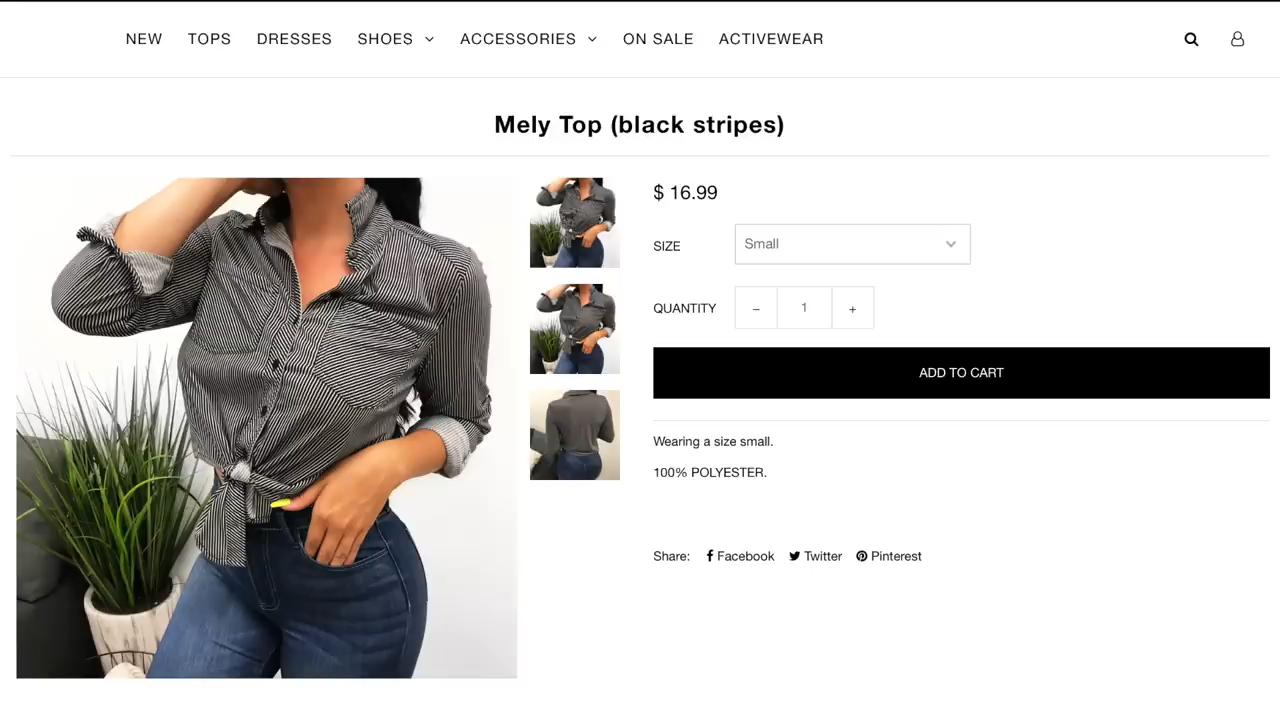 NEW TOPS DRESSES SHOES ACCESSORIES ON SALE ACTIVEWEAR
Mely Top (black stripes)
$ 16.99
SIZE Small
QUANTITY – 1 +
ADD TO CART
Wearing a size small.
100% POLYESTER.
Share: Facebook Twitter Pinterest